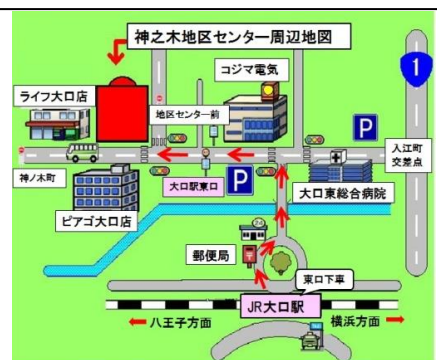 神之木地区センター周辺地図
コジマ電気
1
ライフ大口店
地区センター前
P
入江町
交差点
神ノ木町
大口駅東口
P
大口東総合病院
ピアゴ大口店
郵便局
〒
東口下車
JR大口駅
八王子方面
横浜方面